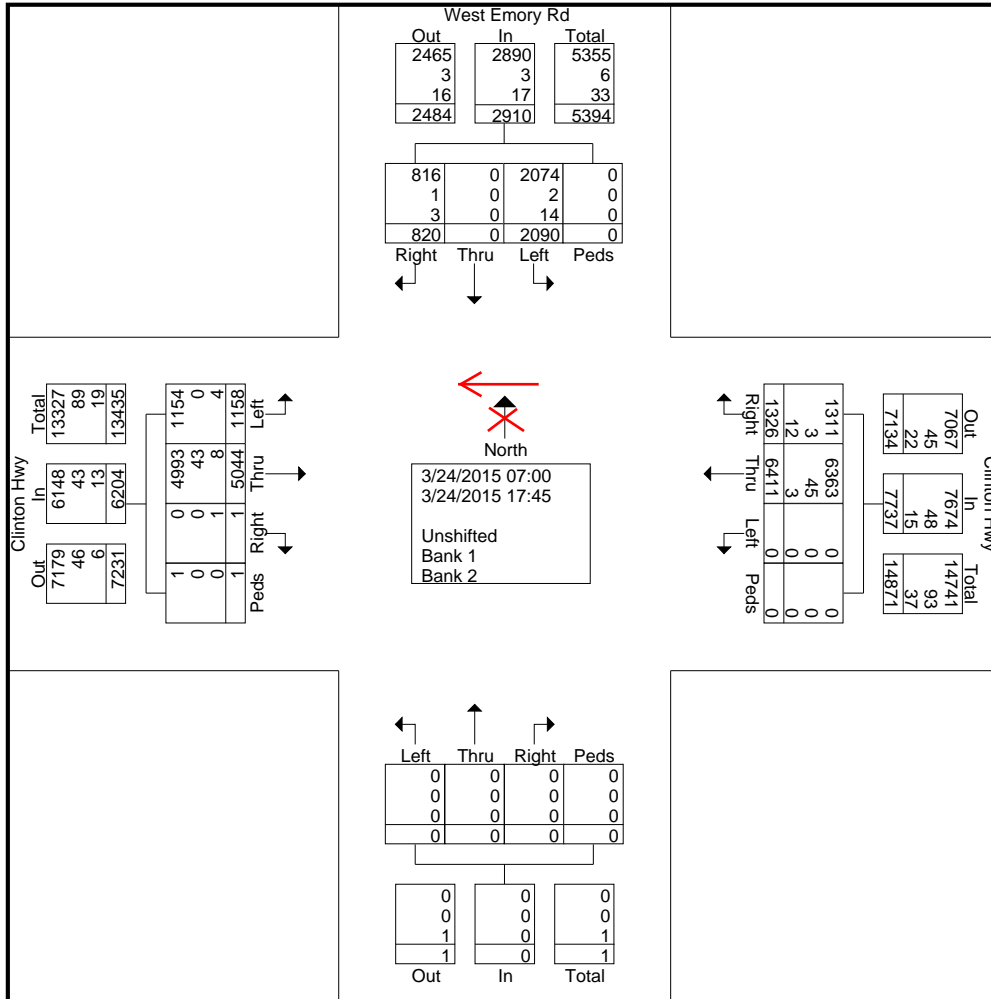 West Emory Rd
Out In Total
2465 2890 5355
3 3 6
16 17 33
2484 2910 5394
816 0 2074 0
1 0 2 0
3 0 14 0
820 0 2090 0
Right Thru Left Peds
Clinton Hwy
Total In Out
13327 6148 7179
89 43 46
19 13 6
13435 6204 7231
1154 4993 0 1
0 43 0 0
4 8 1 0
1158 5044 1 1
Left Thru Right Peds
North
3/24/2015 07:00
3/24/2015 17:45
Unshifted
Bank 1
Bank 2
Right Thru Left Peds
1311 6363 0 0
3 45 0 0
12 3 0 0
1326 6411 0 0
Out In Total
7067 7674 14741
45 48 93
22 15 37
7134 7737 14871
Clinton Hwy
Left Thru Right Peds
0 0 0 0
0 0 0 0
0 0 0 0
0 0 0 0
0 0 0
0 0 0
1 0 1
1 0 1
Out In Total